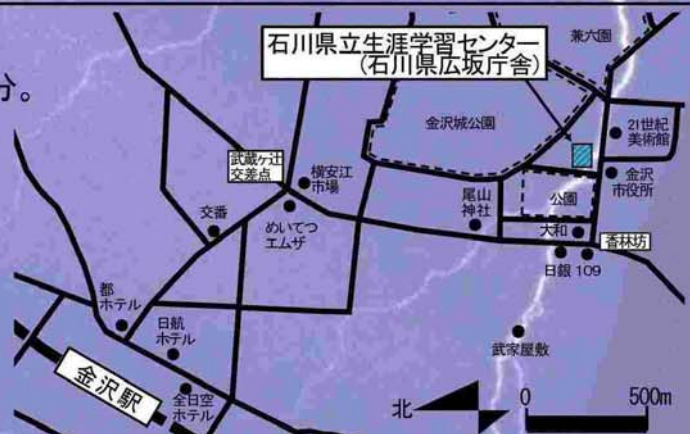 分。
石川県立生涯学習センター
(石川県広坂庁舎)
兼六園
金沢城公園
21世紀
美術館
武蔵ヶ辻
交差点
横安江
市場
金沢
市役所
尾山
神社
公園
交番
めいてつ
エムザ
大和
香林坊
日銀 109
都
ホテル
日航
ホテル
武家屋敷
金沢駅
全日空
ホテル
北
0 500m